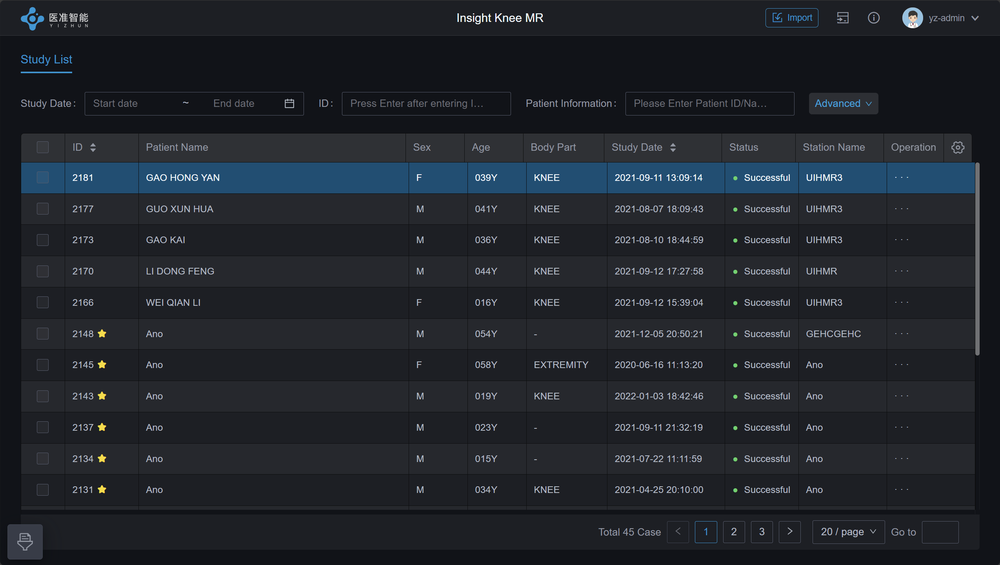 医准智能
YIZHUN
Insight Knee MR
Import
yz-admin
Study List
Study Date: Start date ~ End date ID: Press Enter after entering I... Patient Information: Please Enter Patient ID/Na... Advanced
ID Patient Name Sex Age Body Part Study Date Status Station Name Operation
2181 GAO HONG YAN F 039Y KNEE 2021-09-11 13:09:14 Successful UIHMR3 ...
2177 GUO XUN HUA M 041Y KNEE 2021-08-07 18:09:43 Successful UIHMR3 ...
2173 GAO KAI M 036Y KNEE 2021-08-10 18:44:59 Successful UIHMR3 ...
2170 LI DONG FENG M 044Y KNEE 2021-09-12 17:27:58 Successful UIHMR ...
2166 WEI QIAN LI F 016Y KNEE 2021-09-12 15:39:04 Successful UIHMR3 ...
2148 Ano M 054Y - 2021-12-05 20:50:21 Successful GEHCGEHC ...
2145 Ano F 058Y EXTREMITY 2020-06-16 11:13:20 Successful Ano ...
2143 Ano M 019Y KNEE 2022-01-03 18:42:46 Successful Ano ...
2137 Ano M 023Y - 2021-09-11 21:32:19 Successful Ano ...
2134 Ano M 015Y - 2021-07-22 11:11:59 Successful Ano ...
2131 Ano M 034Y KNEE 2021-04-25 20:10:00 Successful Ano ...
Total 45 Case < 1 2 3 > 20 / page Go to